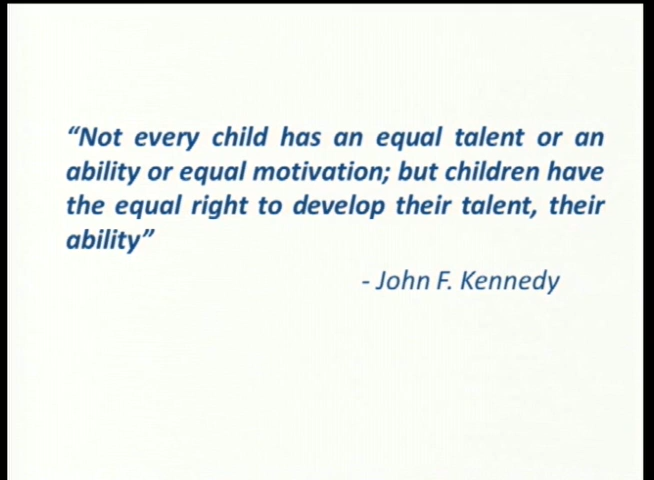 “Not every child has an equal talent or an
ability or equal motivation; but children have
the equal right to develop their talent, their
ability”
- John F. Kennedy